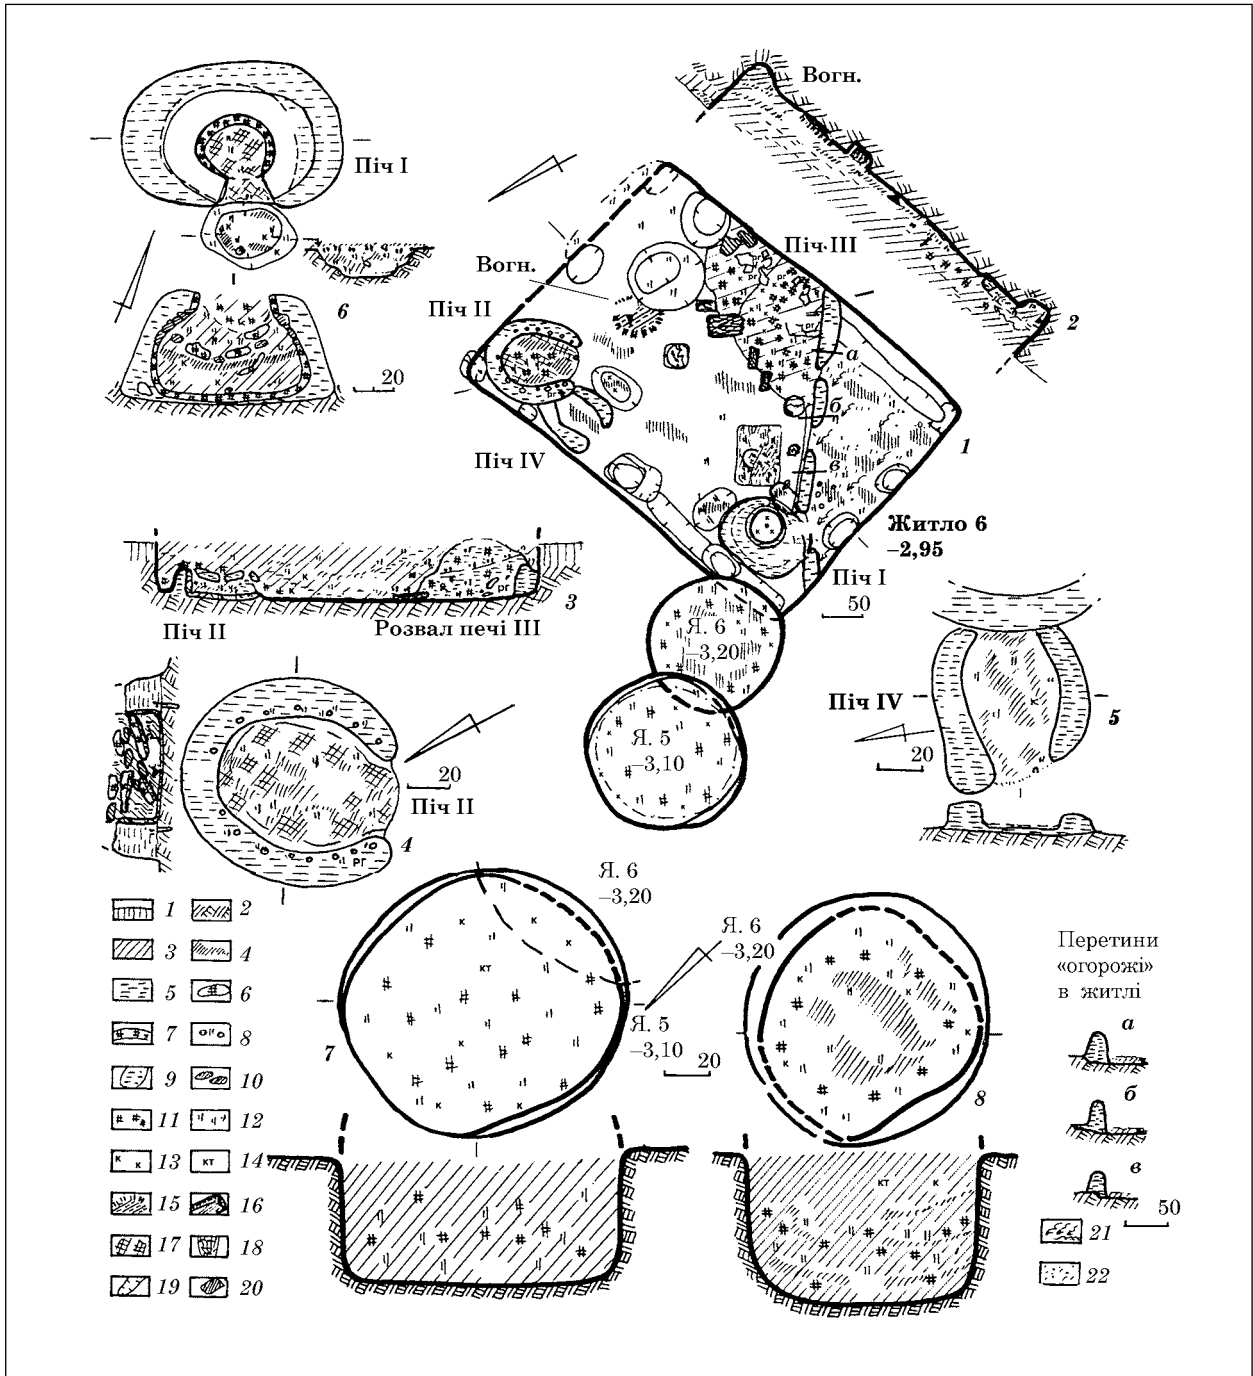 Вогн.
Піч I
Піч III
Вогн.
Піч II
6
2
20
а
б
1
Піч IV
в
Житло 6
–2,95
Піч I
50
рг
3
Піч II
Розвал печі III
Я. 6
–3,20
Піч IV
5
20
Я. 5
–3,10
20
Піч II
4
рг
Я. 6
–3,20
1 2
3 4
5 6
7 8
9 10
11 12
к к 13 кт 14
15 16
17 18
19 20
кт
7
Я. 5
–3,10
20
Я. 6
–3,20
8
Перетини
«огорожі»
в житлі
а
б
в
50
21
22
кт к